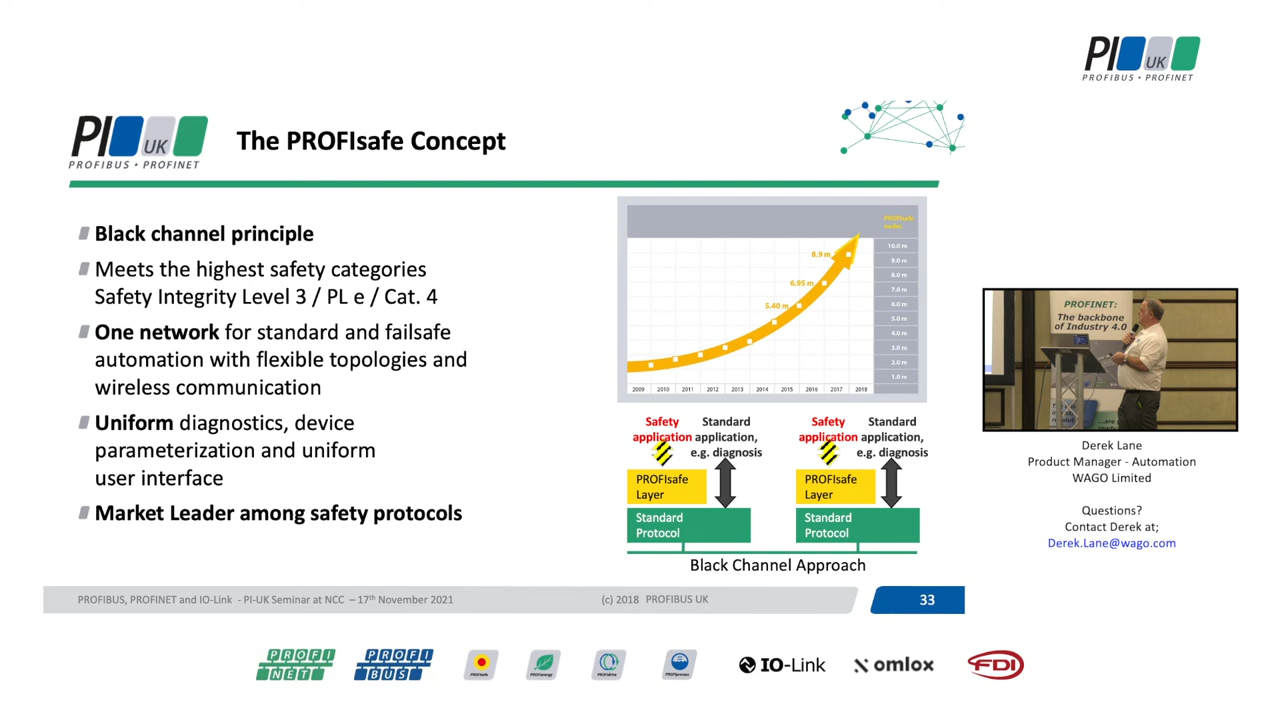 PI UK
PROFIBUS • PROFINET
PI UK
PROFIBUS • PROFINET
The PROFIsafe Concept
Black channel principle
Meets the highest safety categories
Safety Integrity Level 3 / PL e / Cat. 4
One network for standard and failsafe
automation with flexible topologies and
wireless communication
Uniform diagnostics, device
parameterization and uniform
user interface
Market Leader among safety protocols
PROFIsafe
nodes
10.0 m
9.0 m
8.0 m
7.0 m
6.0 m
5.0 m
4.0 m
3.0 m
2.0 m
1.0 m
8.9 m
6.95 m
5.40 m
2009 2010 2011 2012 2013 2014 2015 2016 2017 2018
Safety
application
Standard
application,
e.g. diagnosis
PROFIsafe
Layer
Standard
Protocol
Safety
application
Standard
application,
e.g. diagnosis
PROFIsafe
Layer
Standard
Protocol
Black Channel Approach
PROFINET:
The backbone
of Industry 4.0
Derek Lane
Product Manager - Automation
WAGO Limited
Questions?
Contact Derek at;
Derek.Lane@wago.com
PROFIBUS, PROFINET and IO-Link - PI-UK Seminar at NCC – 17th November 2021
(c) 2018 PROFIBUS UK
33
PROFI
NET
PROFI
BUS
PROFIsafe
PROFIenergy
PROFIdrive
PROFIprocess
IO-Link
omlox
FDI